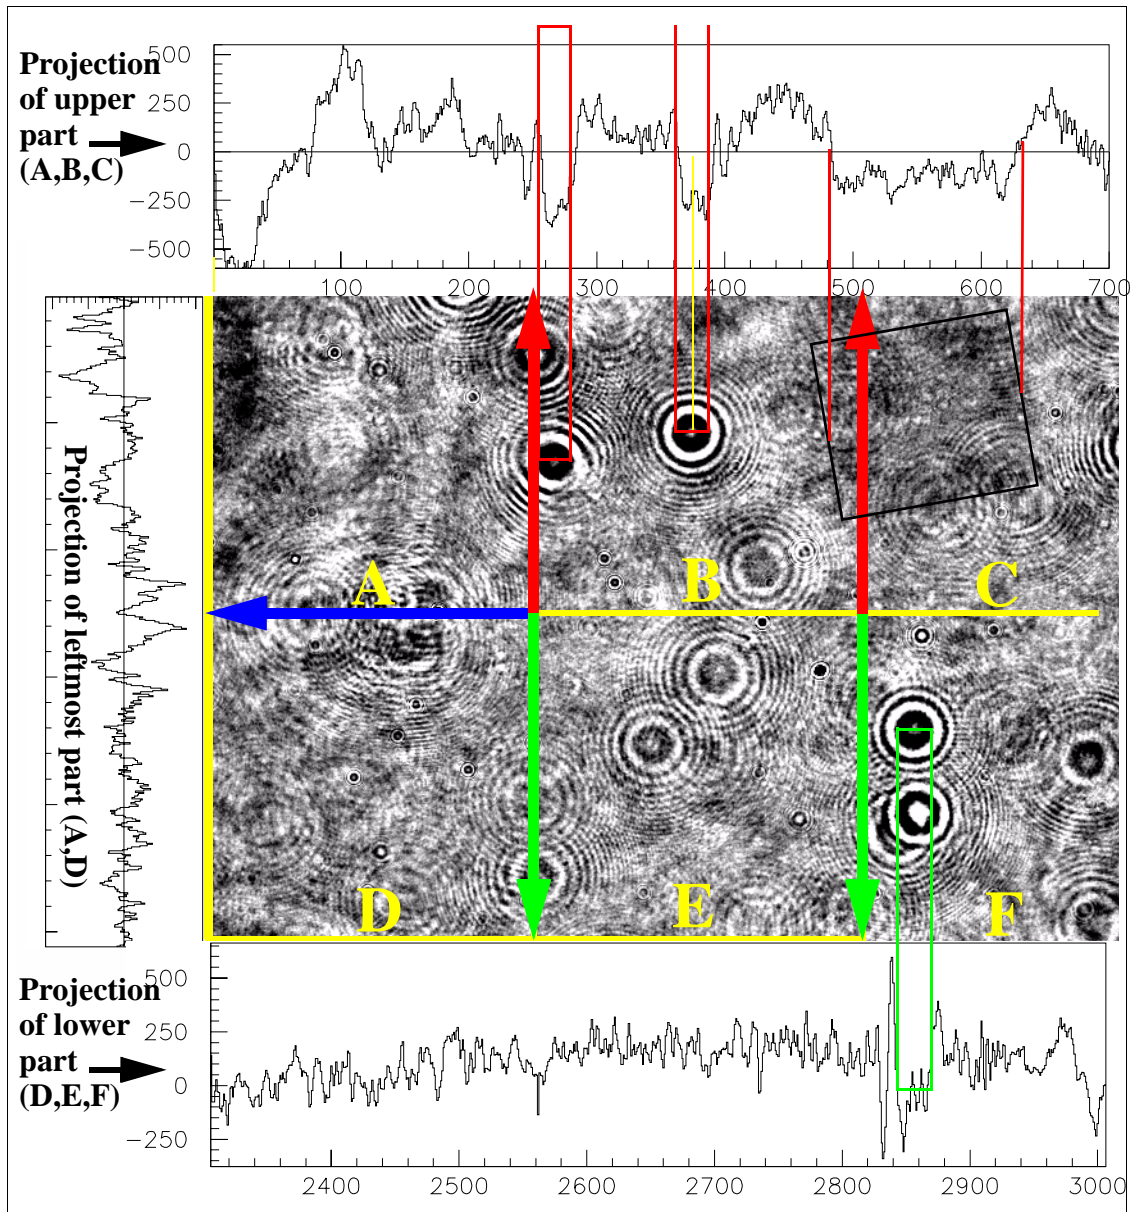 Projection
of upper
part
(A,B,C)
500
250
0
−250
−500
100 200 300 400 500 600 700
Projection of leftmost part (A,D)
A
B
C
D
E
F
Projection
of lower
part
(D,E,F)
500
250
0
−250
2400 2500 2600 2700 2800 2900 3000